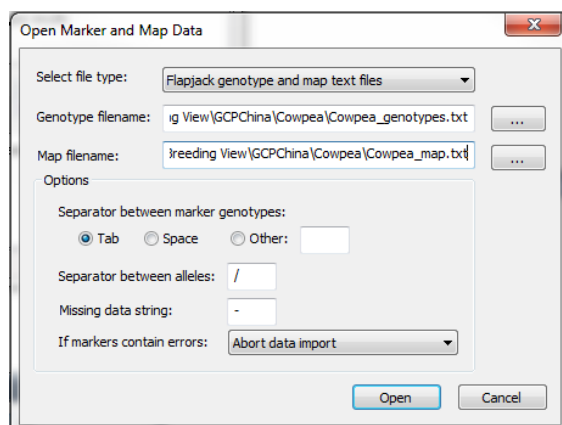 Open Marker and Map Data
Select file type: Flapjack genotype and map text files
Genotype filename: ng View\GCPChina\Cowpea\Cowpea_genotypes.txt ...
Map filename: Breeding View\GCPChina\Cowpea\Cowpea_map.txt ...
Options
Separator between marker genotypes:
Tab Space Other:
Separator between alleles: /
Missing data string: -
If markers contain errors: Abort data import
Open Cancel